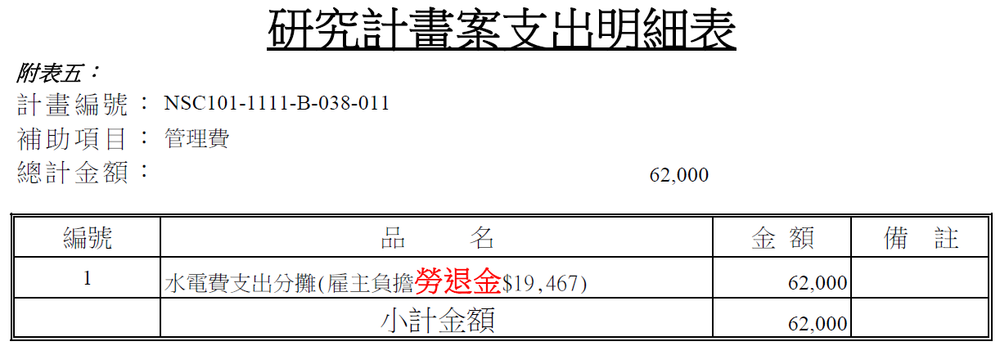 研究計畫案支出明細表
附表五：
計畫編號： NSC101-1111-B-038-011
補助項目： 管理費
總計金額： 62,000
編號 品 名 金 額 備 註
1 水電費支出分攤(雇主負擔勞退金$19,467) 62,000
小計金額 62,000